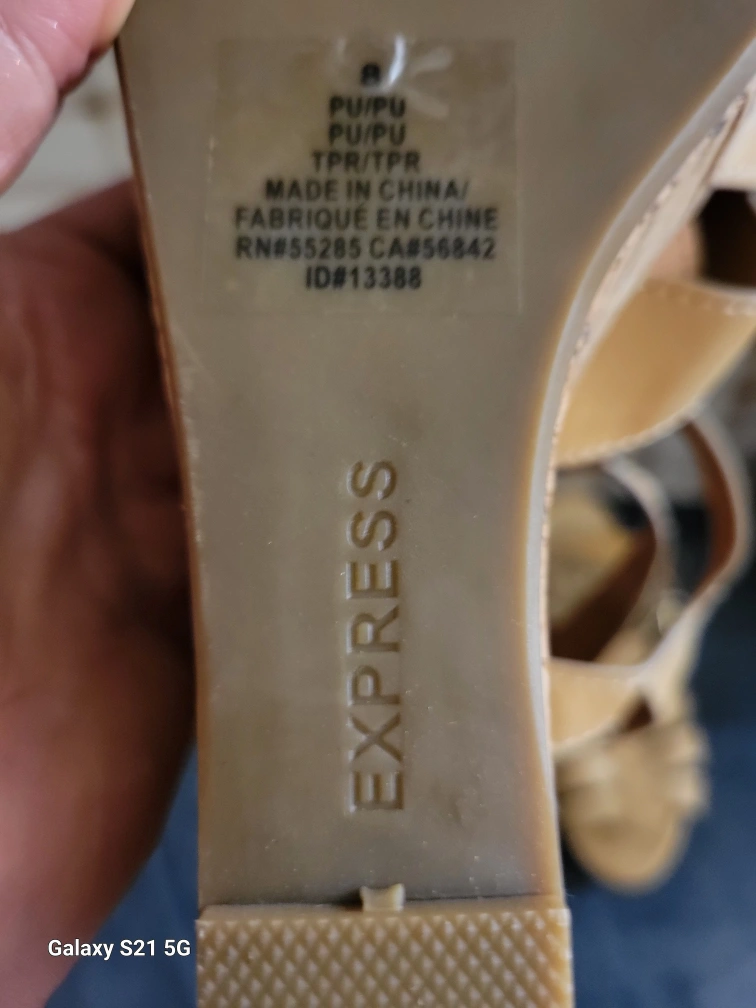 8
PU/PU
PU/PU
TPR/TPR
MADE IN CHINA/
FABRIQUÉ EN CHINE
RN#55285 CA#56842
ID#13388
EXPRESS
Galaxy S21 5G